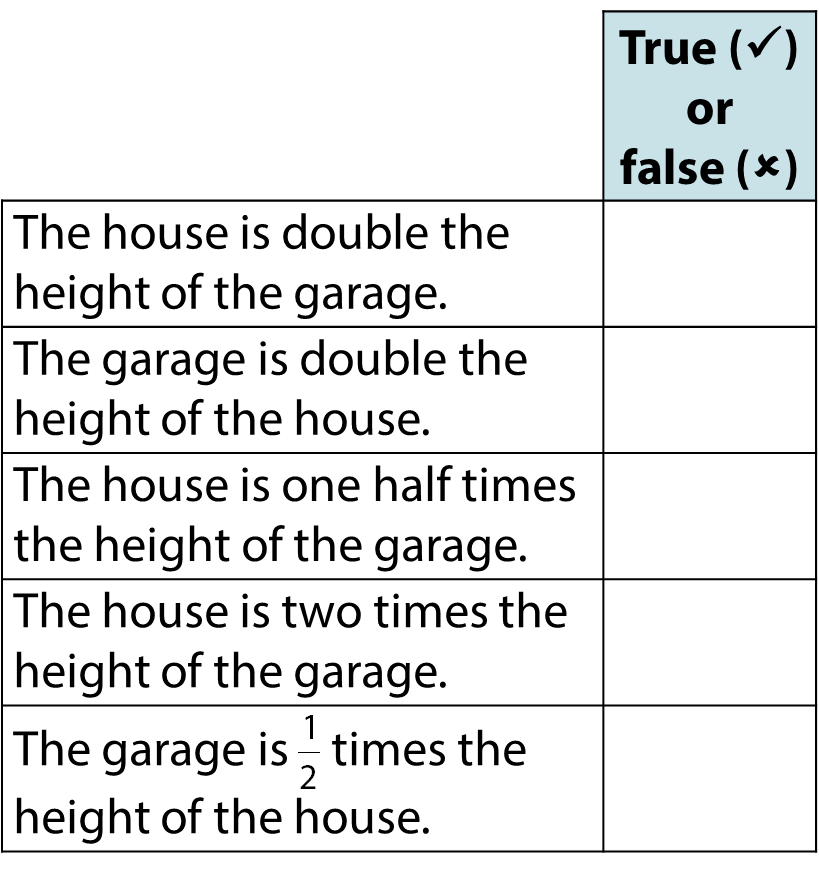 True (✓)
or
false (✗)
The house is double the
height of the garage.
The garage is double the
height of the house.
The house is one half times
the height of the garage.
The house is two times the
height of the garage.
The garage is 1/2 times the
height of the house.